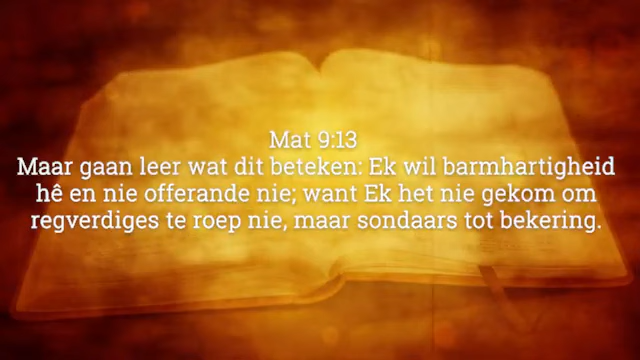 Mat 9:13
Maar gaan leer wat dit beteken: Ek wil barmhartigheid
hê en nie offerande nie; want Ek het nie gekom om
regverdiges te roep nie, maar sondaars tot bekering.